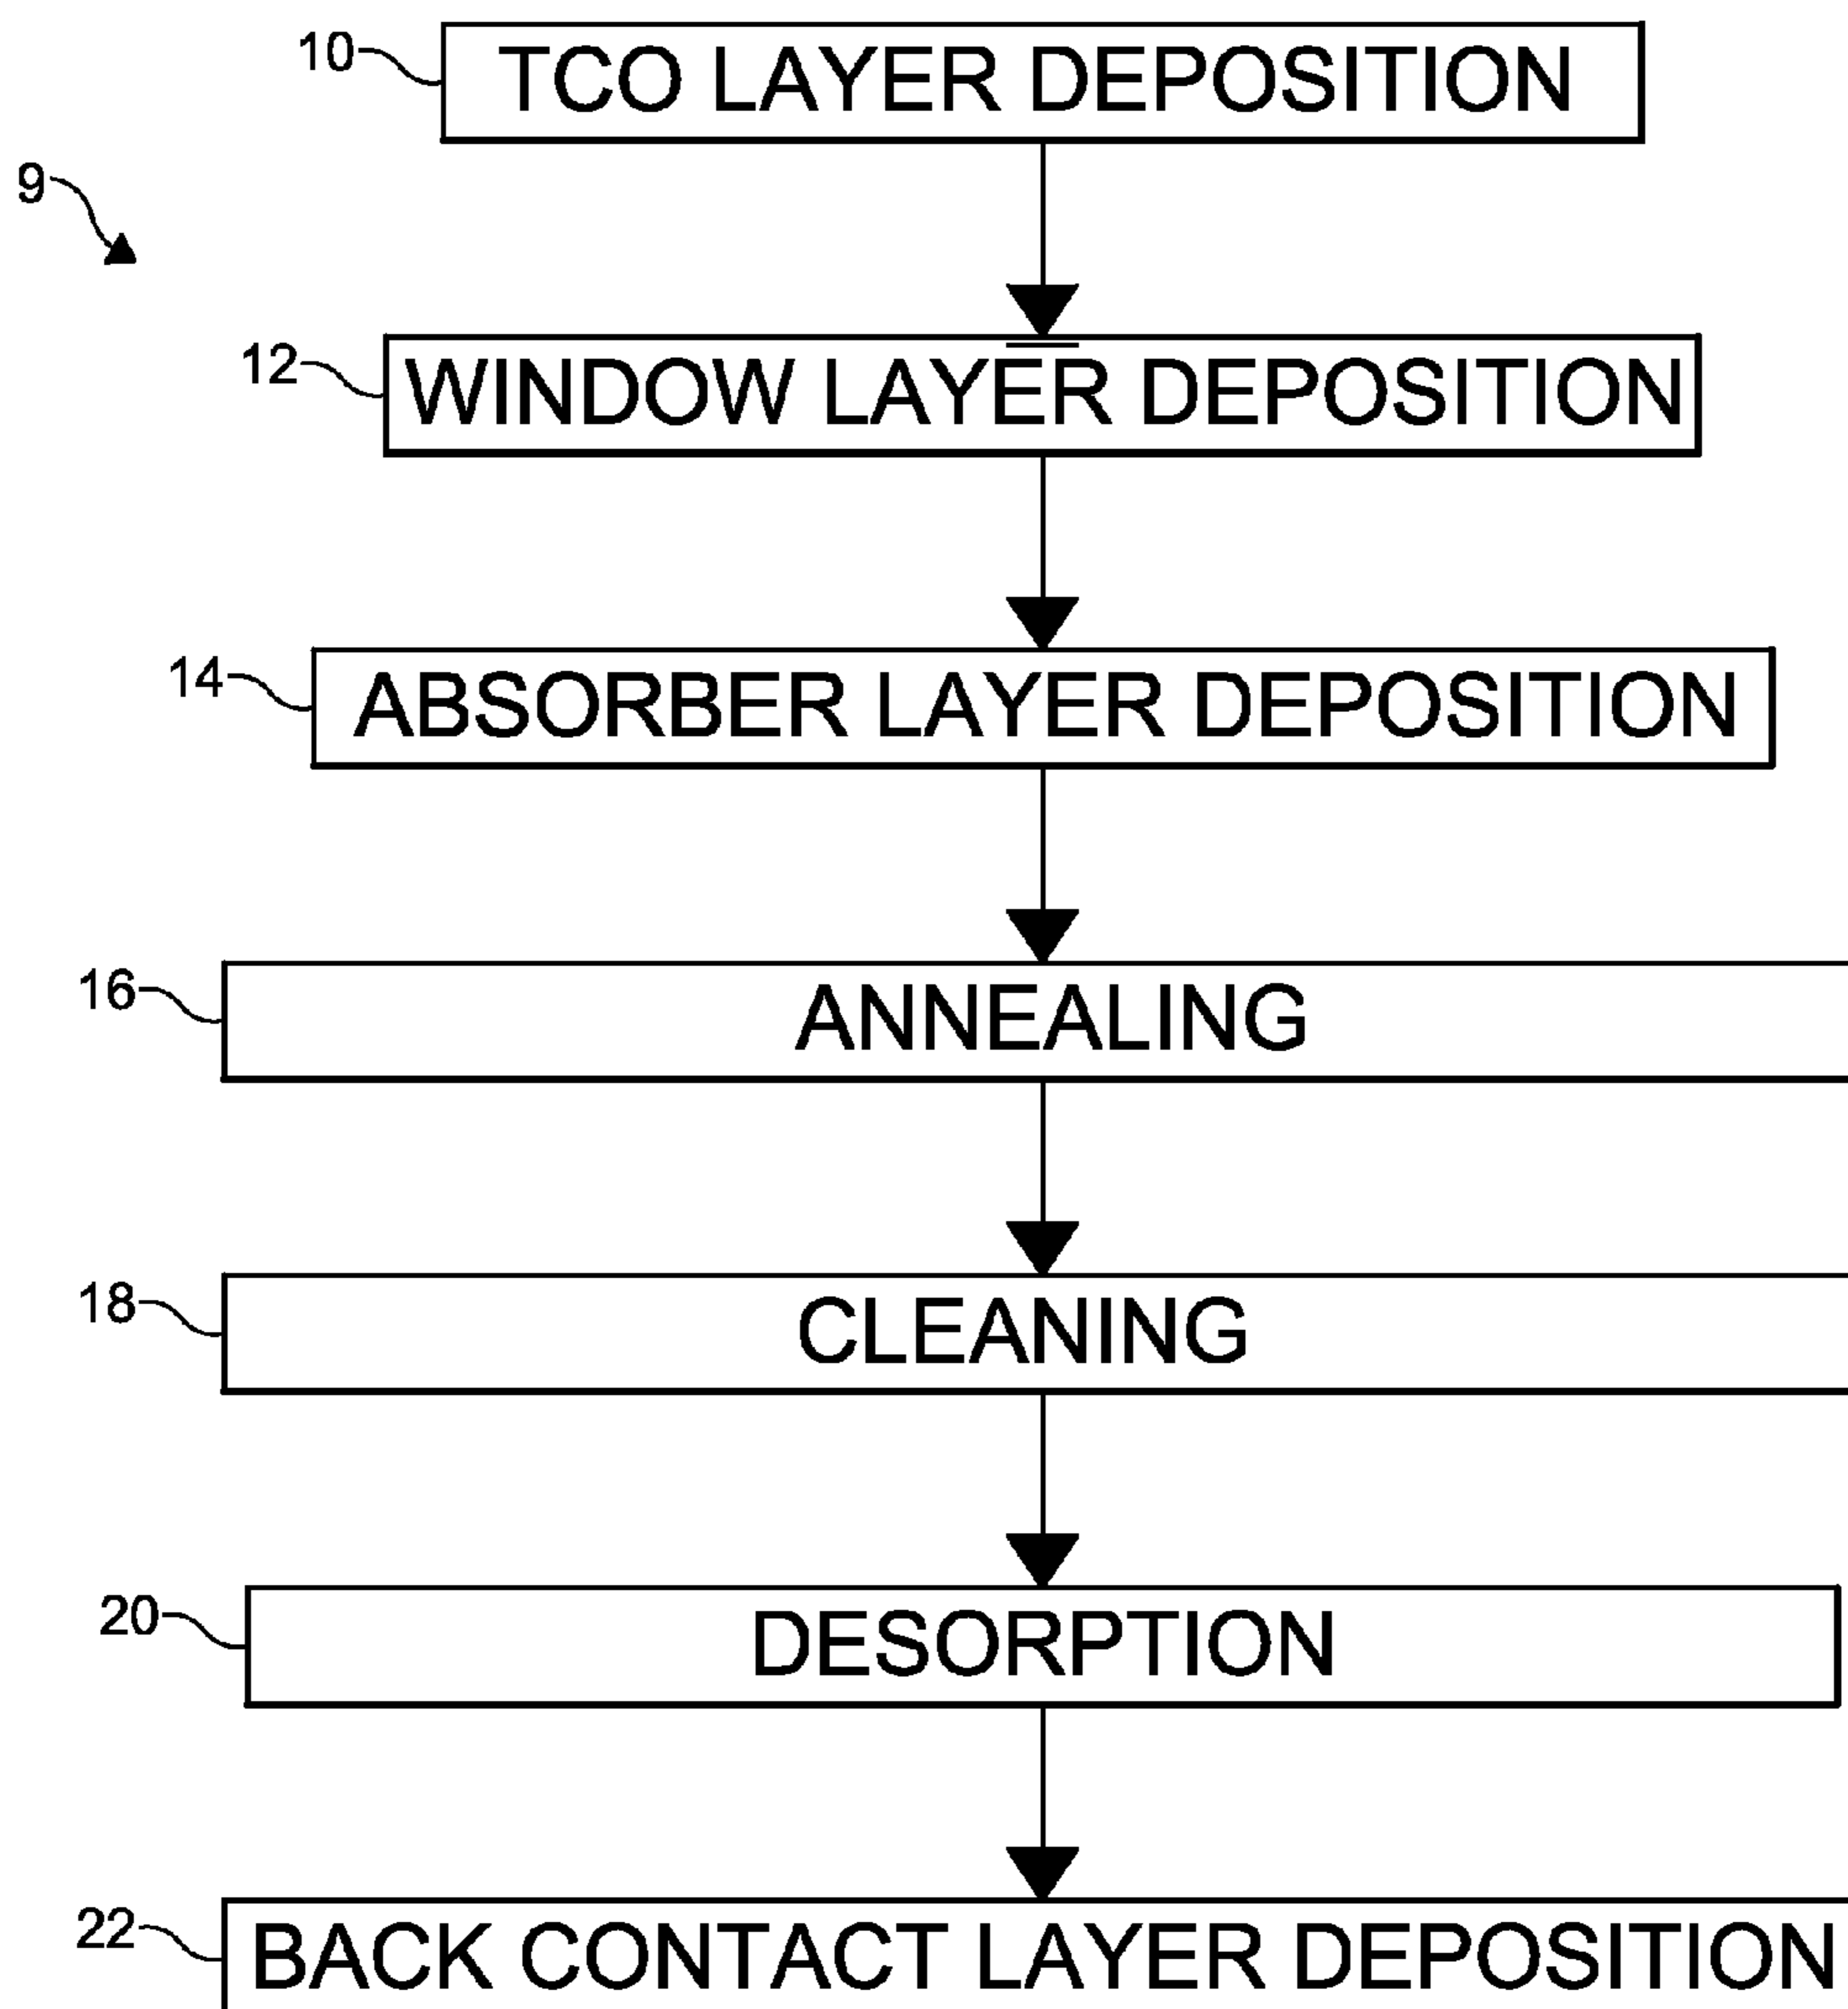 10
TCO LAYER DEPOSITION
9
12
WINDOW LAYER DEPOSITION
14
ABSORBER LAYER DEPOSITION
16
ANNEALING
18
CLEANING
20
DESORPTION
22
BACK CONTACT LAYER DEPOSITION